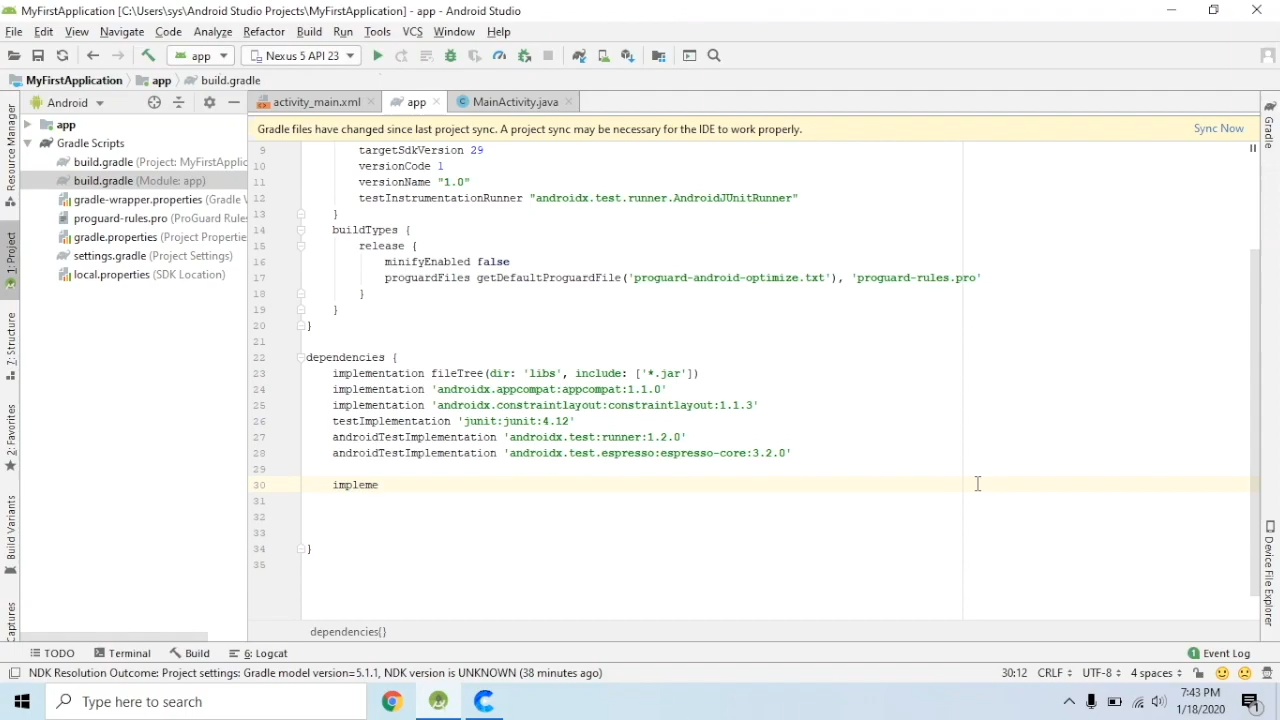 MyFirstApplication [C:\Users\sys\Android Studio Projects\MyFirstApplication] - app - Android Studio
File Edit View Navigate Code Analyze Refactor Build Run Tools VCS Window Help
app Nexus 5 API 23
MyFirstApplication app build.gradle
Android activity_main.xml app MainActivity.java
Gradle files have changed since last project sync. A project sync may be necessary for the IDE to work properly. Sync Now
app
Gradle Scripts
build.gradle (Project: MyFirstApplic
build.gradle (Module: app)
gradle-wrapper.properties (Gradle V
proguard-rules.pro (ProGuard Rules
gradle.properties (Project Propertie
settings.gradle (Project Settings)
local.properties (SDK Location)
Resource Manager
1: Project
Z: Structure
2: Favorites
Build Variants
aptures
9 targetSdkVersion 29
10 versionCode 1
11 versionName "1.0"
12 testInstrumentationRunner "androidx.test.runner.AndroidJUnitRunner"
13 }
14 buildTypes {
15 release {
16 minifyEnabled false
17 proguardFiles getDefaultProguardFile('proguard-android-optimize.txt'), 'proguard-rules.pro'
18 }
19 }
20 }
21
22 dependencies {
23 implementation fileTree(dir: 'libs', include: ['*.jar'])
24 implementation 'androidx.appcompat:appcompat:1.1.0'
25 implementation 'androidx.constraintlayout:constraintlayout:1.1.3'
26 testImplementation 'junit:junit:4.12'
27 androidTestImplementation 'androidx.test:runner:1.2.0'
28 androidTestImplementation 'androidx.test.espresso:espresso-core:3.2.0'
29
30 impleme
31
32
33
34 }
35
dependencies{}
Gradle
Device File Explorer
TODO Terminal Build 6: Logcat Event Log
NDK Resolution Outcome: Project settings: Gradle model version=5.1.1, NDK version is UNKNOWN (38 minutes ago) 30:12 CRLF UTF-8 4 spaces
Type here to search
7:43 PM
1/18/2020
1